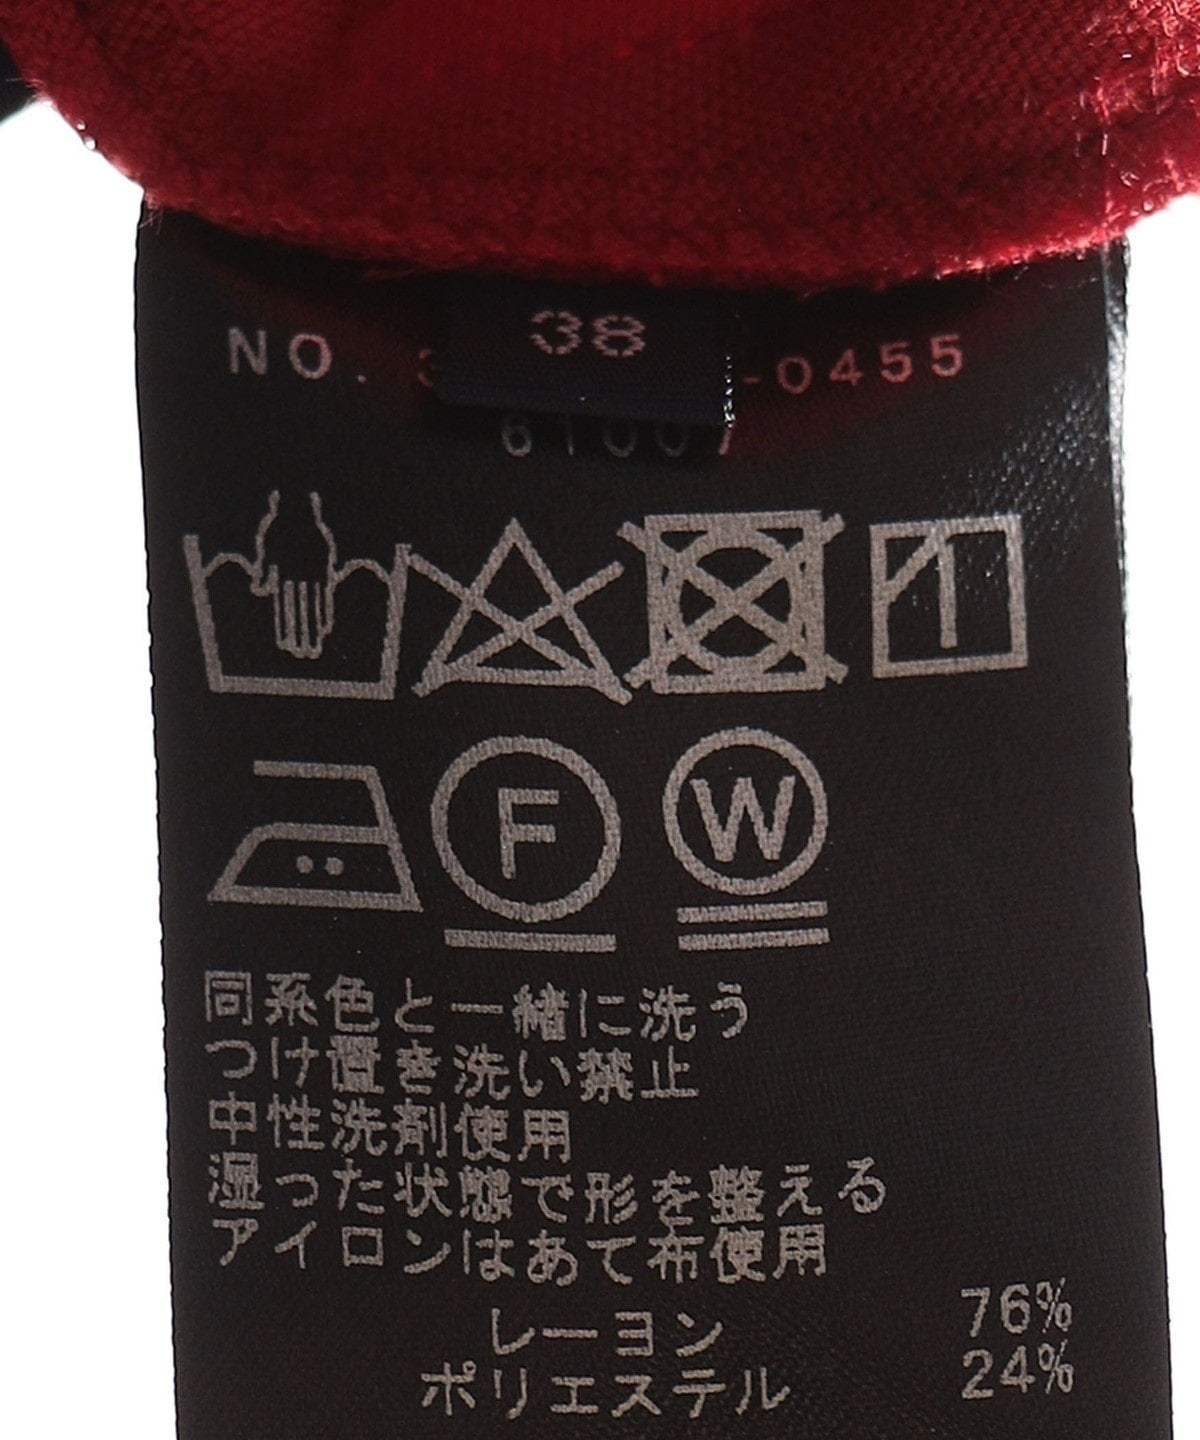 38
NO. 3 -0455
61007
F W
同系色と一緒に洗う
つけ置き洗い禁止
中性洗剤使用
湿った状態で形を整える
アイロンはあて布使用
レーヨン 76%
ポリエステル 24%